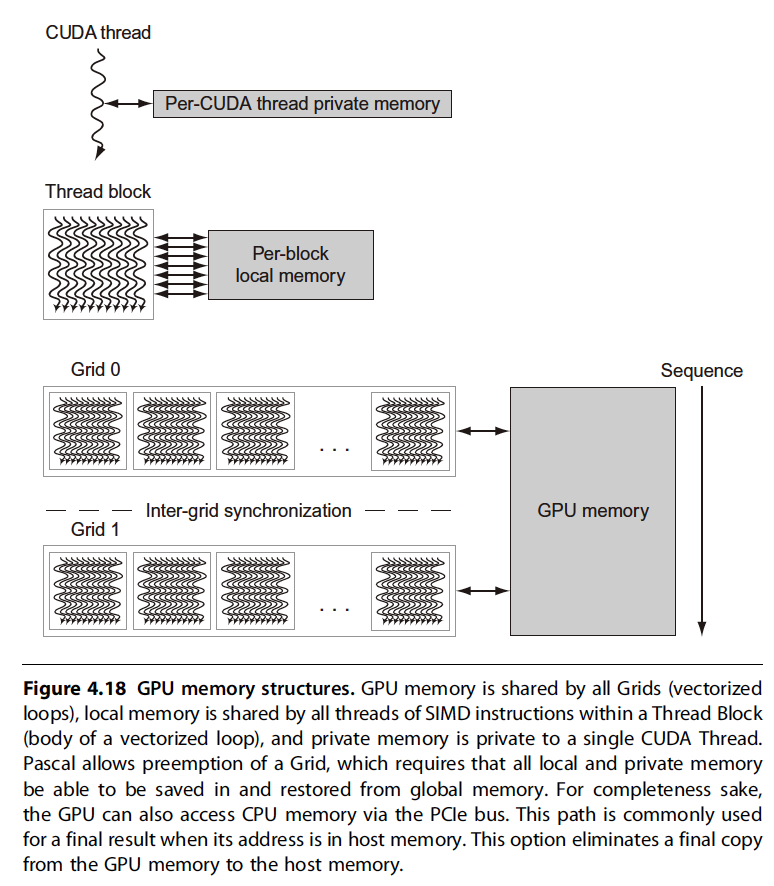 CUDA thread
Per-CUDA thread private memory
Thread block
Per-block
local memory
Grid 0
Sequence
. . .
Inter-grid synchronization
GPU memory
Grid 1
. . .
Figure 4.18 GPU memory structures. GPU memory is shared by all Grids (vectorized
loops), local memory is shared by all threads of SIMD instructions within a Thread Block
(body of a vectorized loop), and private memory is private to a single CUDA Thread.
Pascal allows preemption of a Grid, which requires that all local and private memory
be able to be saved in and restored from global memory. For completeness sake,
the GPU can also access CPU memory via the PCIe bus. This path is commonly used
for a final result when its address is in host memory. This option eliminates a final copy
from the GPU memory to the host memory.